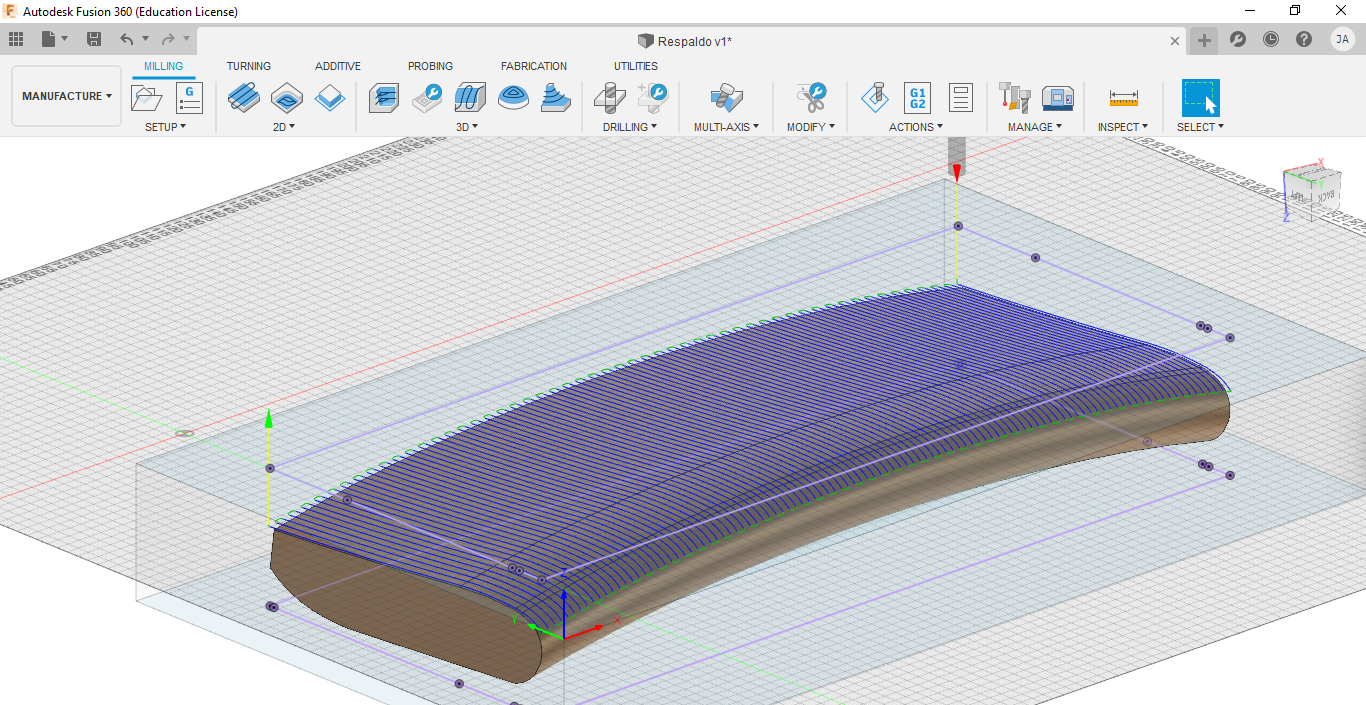 Autodesk Fusion 360 (Education License)
Respaldo v1*
JA
MILLING TURNING ADDITIVE PROBING FABRICATION UTILITIES
MANUFACTURE
G
G1
G2
SETUP 2D 3D DRILLING MULTI-AXIS MODIFY ACTIONS MANAGE INSPECT SELECT
X
Y
BACK
Z
Z
Y
X